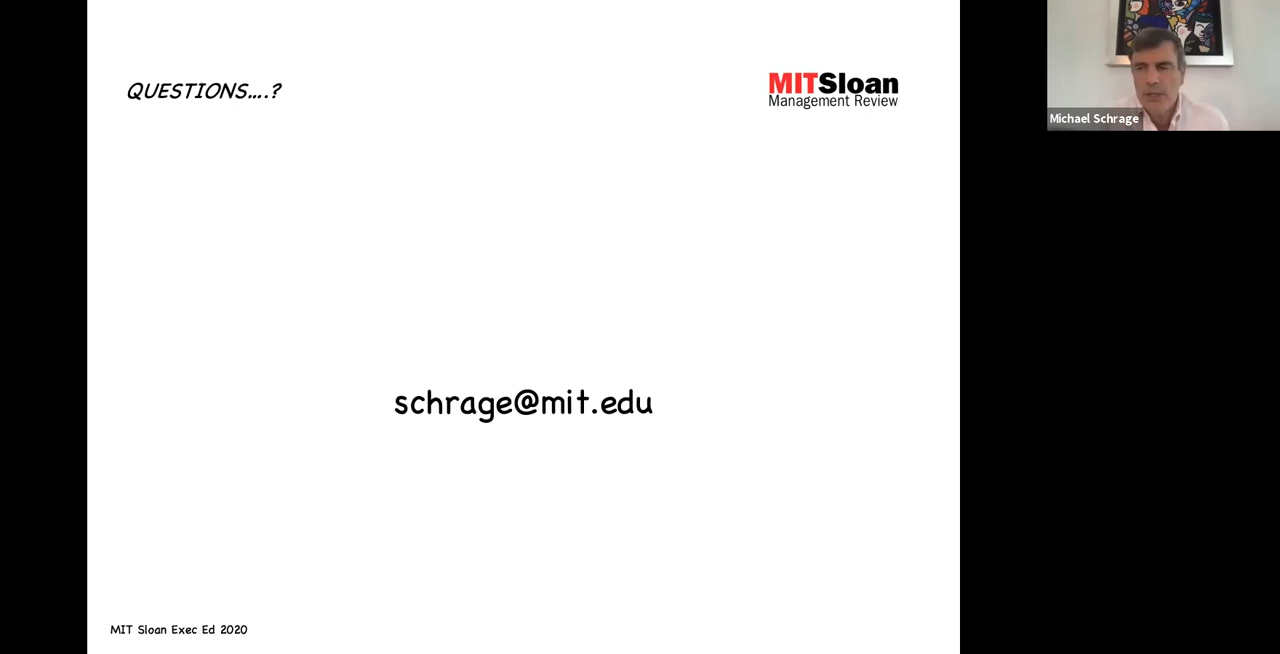 QUESTIONS....?
MITSloan
Management Review
Michael Schrage
schrage@mit.edu
MIT Sloan Exec Ed 2020